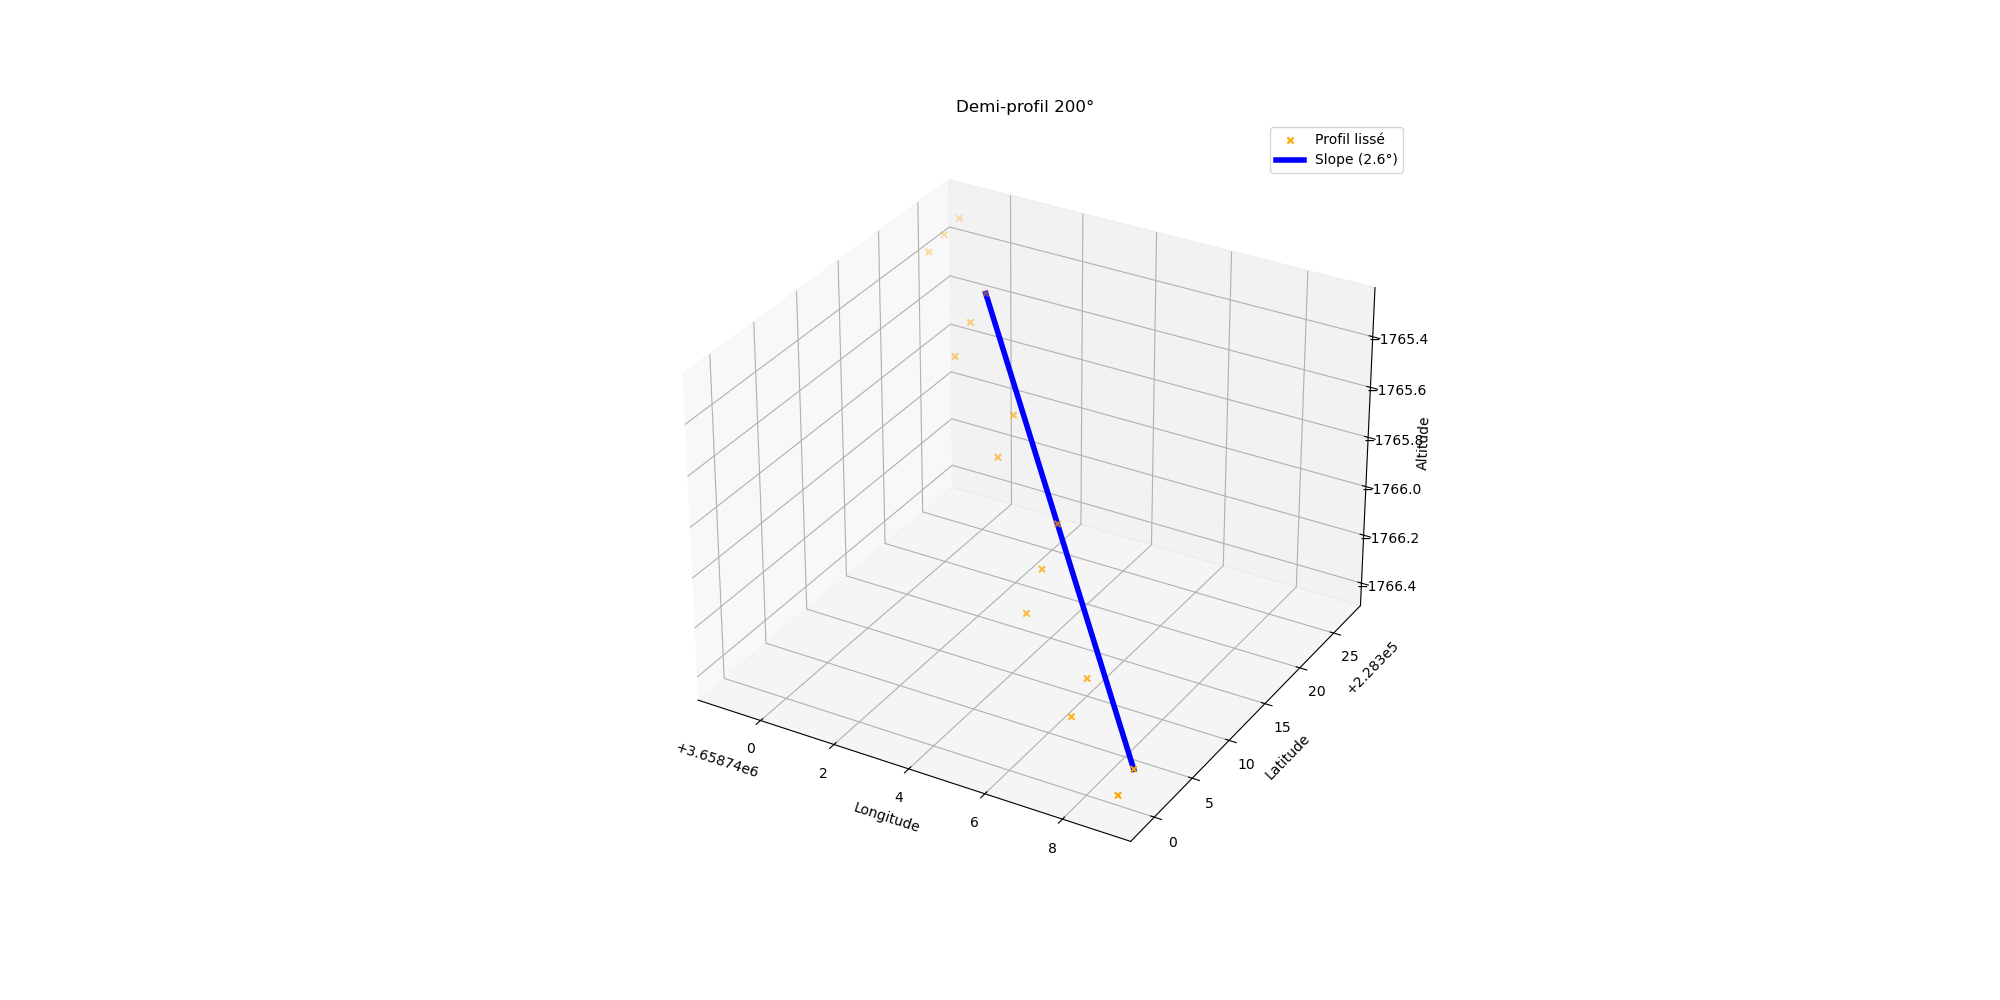 Demi-profil 200°
Profil lissé
Slope (2.6°)
−1765.4
−1765.6
−1765.8
−1766.0
−1766.2
−1766.4
Altitude
25
20
15
10
5
0
+2.283e5
Latitude
0
2
4
6
8
+3.65874e6
Longitude